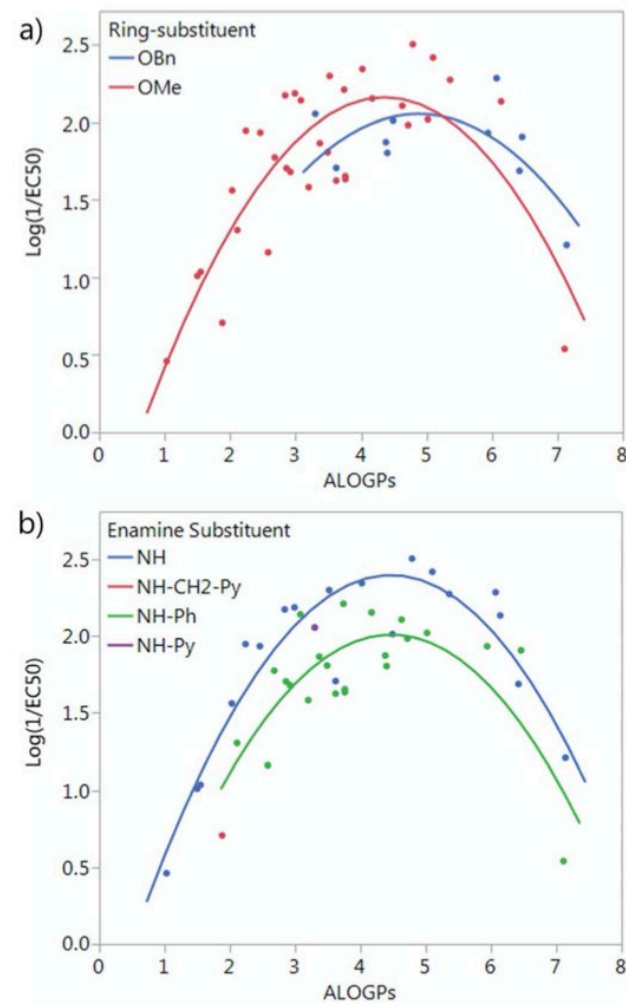 a)
Ring-substituent
OBn
OMe
2.5
2.0
1.5
1.0
0.5
0.0
Log(1/EC50)
0 1 2 3 4 5 6 7 8
ALOGPs
b)
Enamine Substituent
NH
NH-CH2-Py
NH-Ph
NH-Py
2.5
2.0
1.5
1.0
0.5
0.0
Log(1/EC50)
0 1 2 3 4 5 6 7 8
ALOGPs